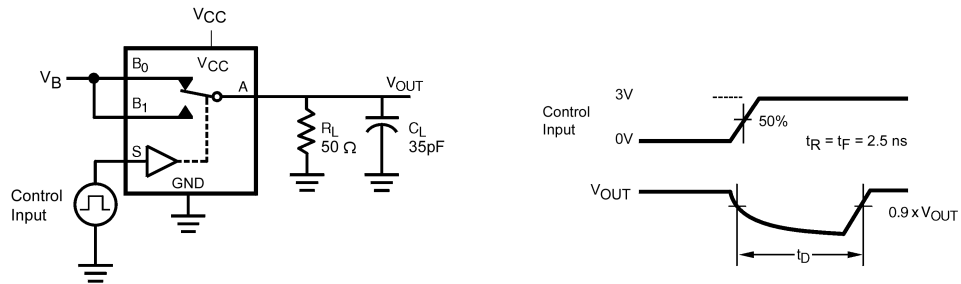 VCC
VCC
VB
B0
B1
A
VOUT
S
GND
RL
50 Ω
CL
35pF
Control
Input
Control
Input
3V
0V
50%
tR = tF = 2.5 ns
VOUT
0.9 x VOUT
tD